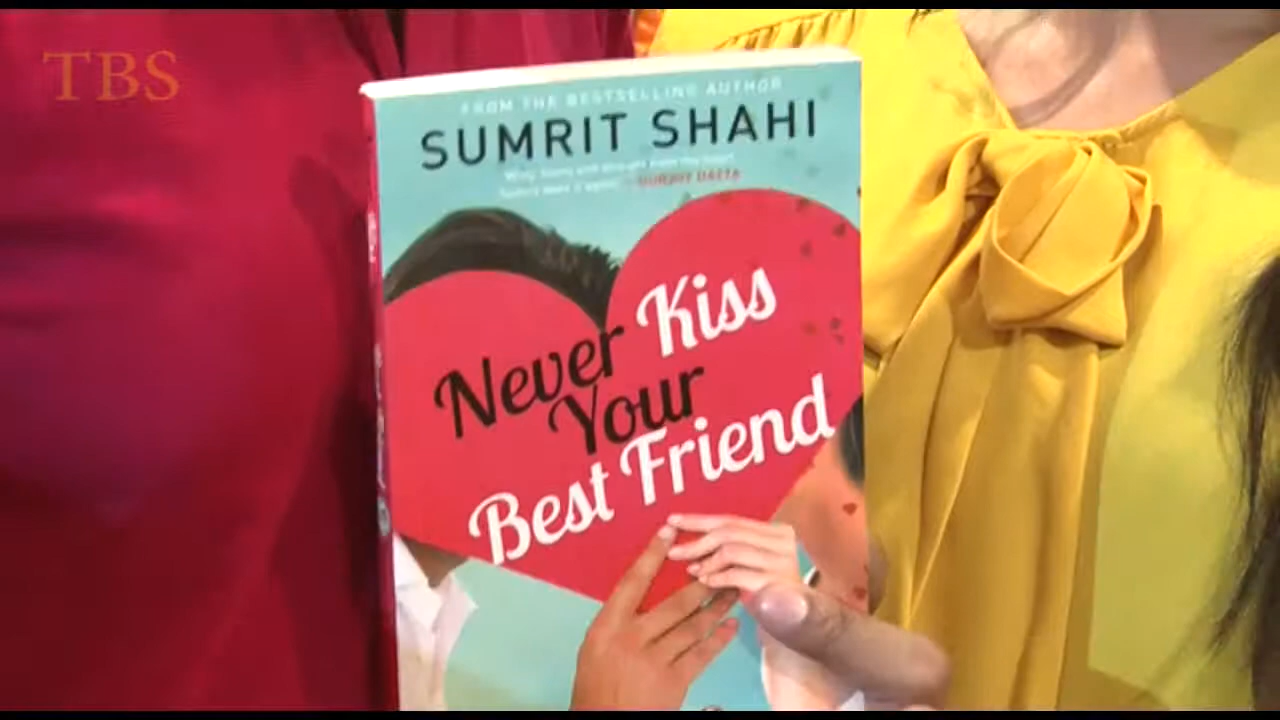 TBS
FROM THE BESTSELLING AUTHOR
SUMRIT SHAHI
Never Kiss
Your
Best Friend